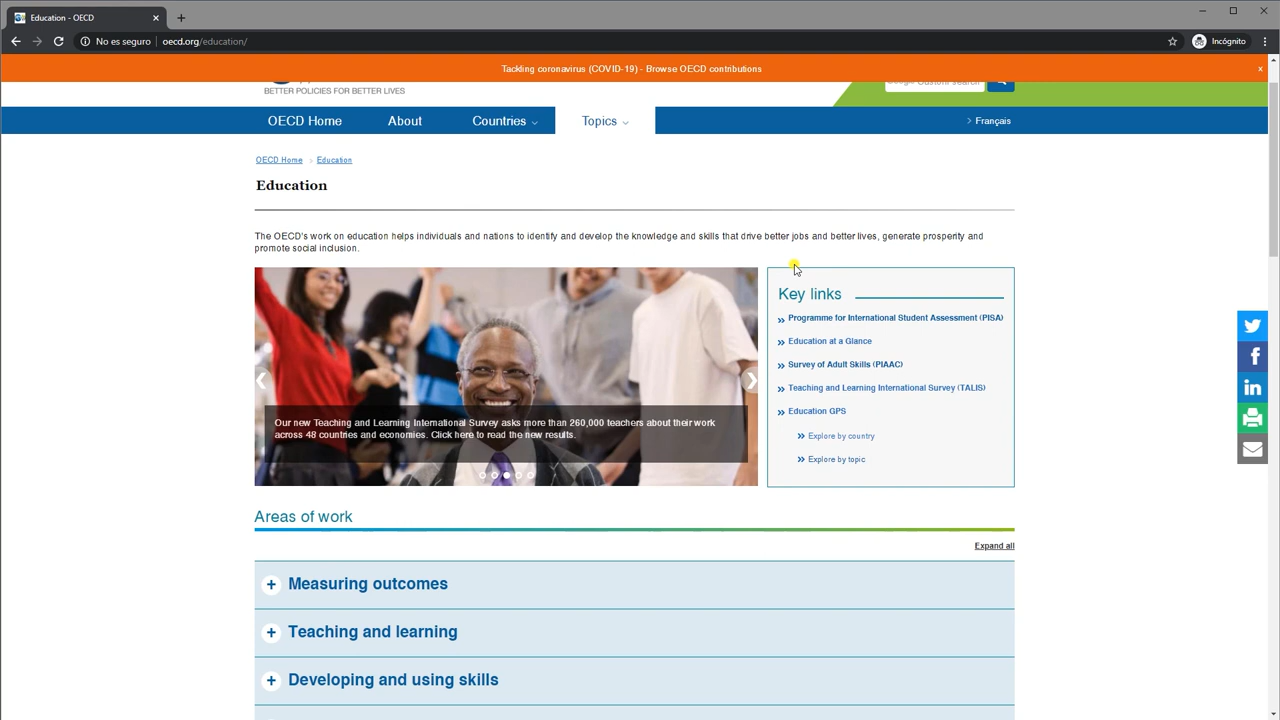 Education - OECD
No es seguro
oecd.org/education/
Incógnito
Tackling coronavirus (COVID-19) - Browse OECD contributions
x
BETTER POLICIES FOR BETTER LIVES
Custom search
OECD Home
About
Countries
Topics
Français
OECD Home
Education
Education
The OECD's work on education helps individuals and nations to identify and develop the knowledge and skills that drive better jobs and better lives, generate prosperity and
promote social inclusion.
Our new Teaching and Learning International Survey asks more than 260,000 teachers about their work
across 48 countries and economies. Click here to read the new results.
Key links
Programme for International Student Assessment (PISA)
Education at a Glance
Survey of Adult Skills (PIAAC)
Teaching and Learning International Survey (TALIS)
Education GPS
Explore by country
Explore by topic
Areas of work
Expand all
+ Measuring outcomes
+ Teaching and learning
+ Developing and using skills